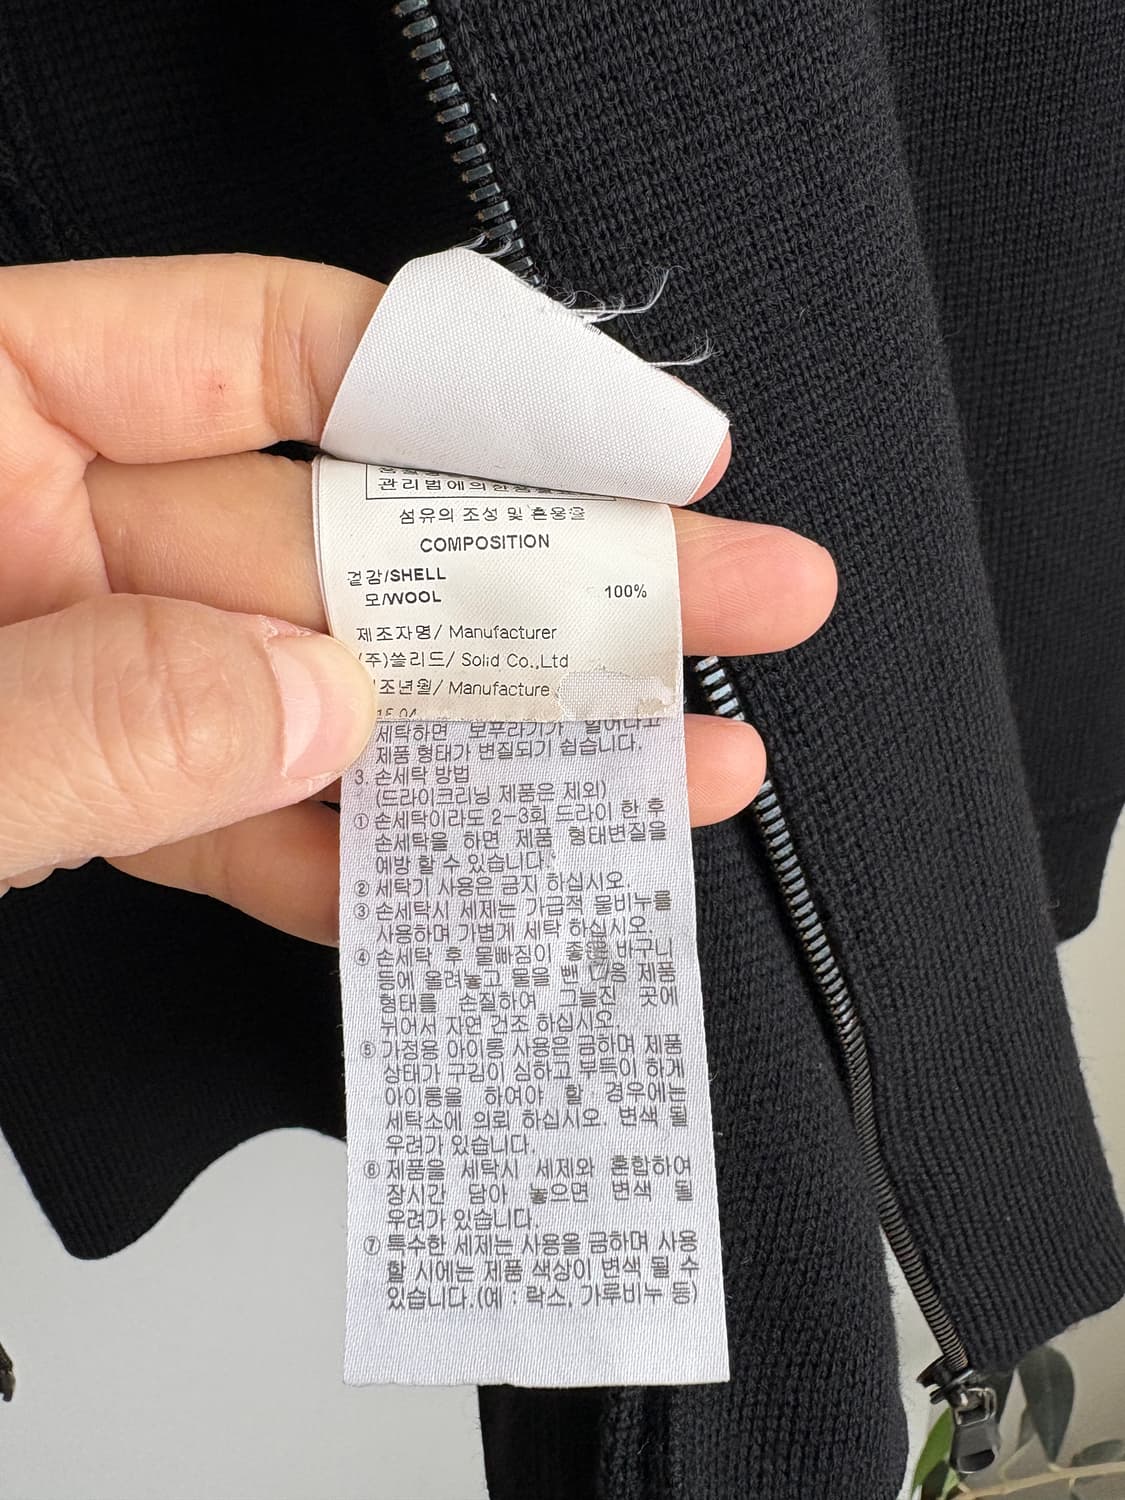 관리법에의한품질표시
섬유의 조성 및 혼용율
COMPOSITION
겉감/SHELL
모/WOOL 100%
제조자명/ Manufacturer
(주)쏠리드/ Solid Co.,Ltd
조년월/ Manufacture
15.04
세탁하면 보푸라기가 일어나고
제품 형태가 변질되기 쉽습니다.
3. 손세탁 방법
(드라이크리닝 제품은 제외)
① 손세탁이라도 2-3회 드라이 한 후
손세탁을 하면 제품 형태변질을
예방 할 수 있습니다.
② 세탁기 사용은 금지 하십시오.
③ 손세탁시 세제는 가급적 물비누를
사용하며 가볍게 세탁 하십시오.
④ 손세탁 후 물빠짐이 좋은 바구니
등에 올려놓고 물을 뺀 다음 제품
형태를 손질하여 그늘진 곳에
뉘어서 자연 건조 하십시오.
⑤ 가정용 아이롱 사용은 금하며 제품
상태가 구김이 심하고 부득이 하게
아이롱을 하여야 할 경우에는
세탁소에 의뢰 하십시오. 변색 될
우려가 있습니다.
⑥ 제품을 세탁시 세제와 혼합하여
장시간 담아 놓으면 변색 될
우려가 있습니다.
⑦ 특수한 세제는 사용을 금하며 사용
할 시에는 제품 색상이 변색 될 수
있습니다.(예 : 락스, 가루비누 등)